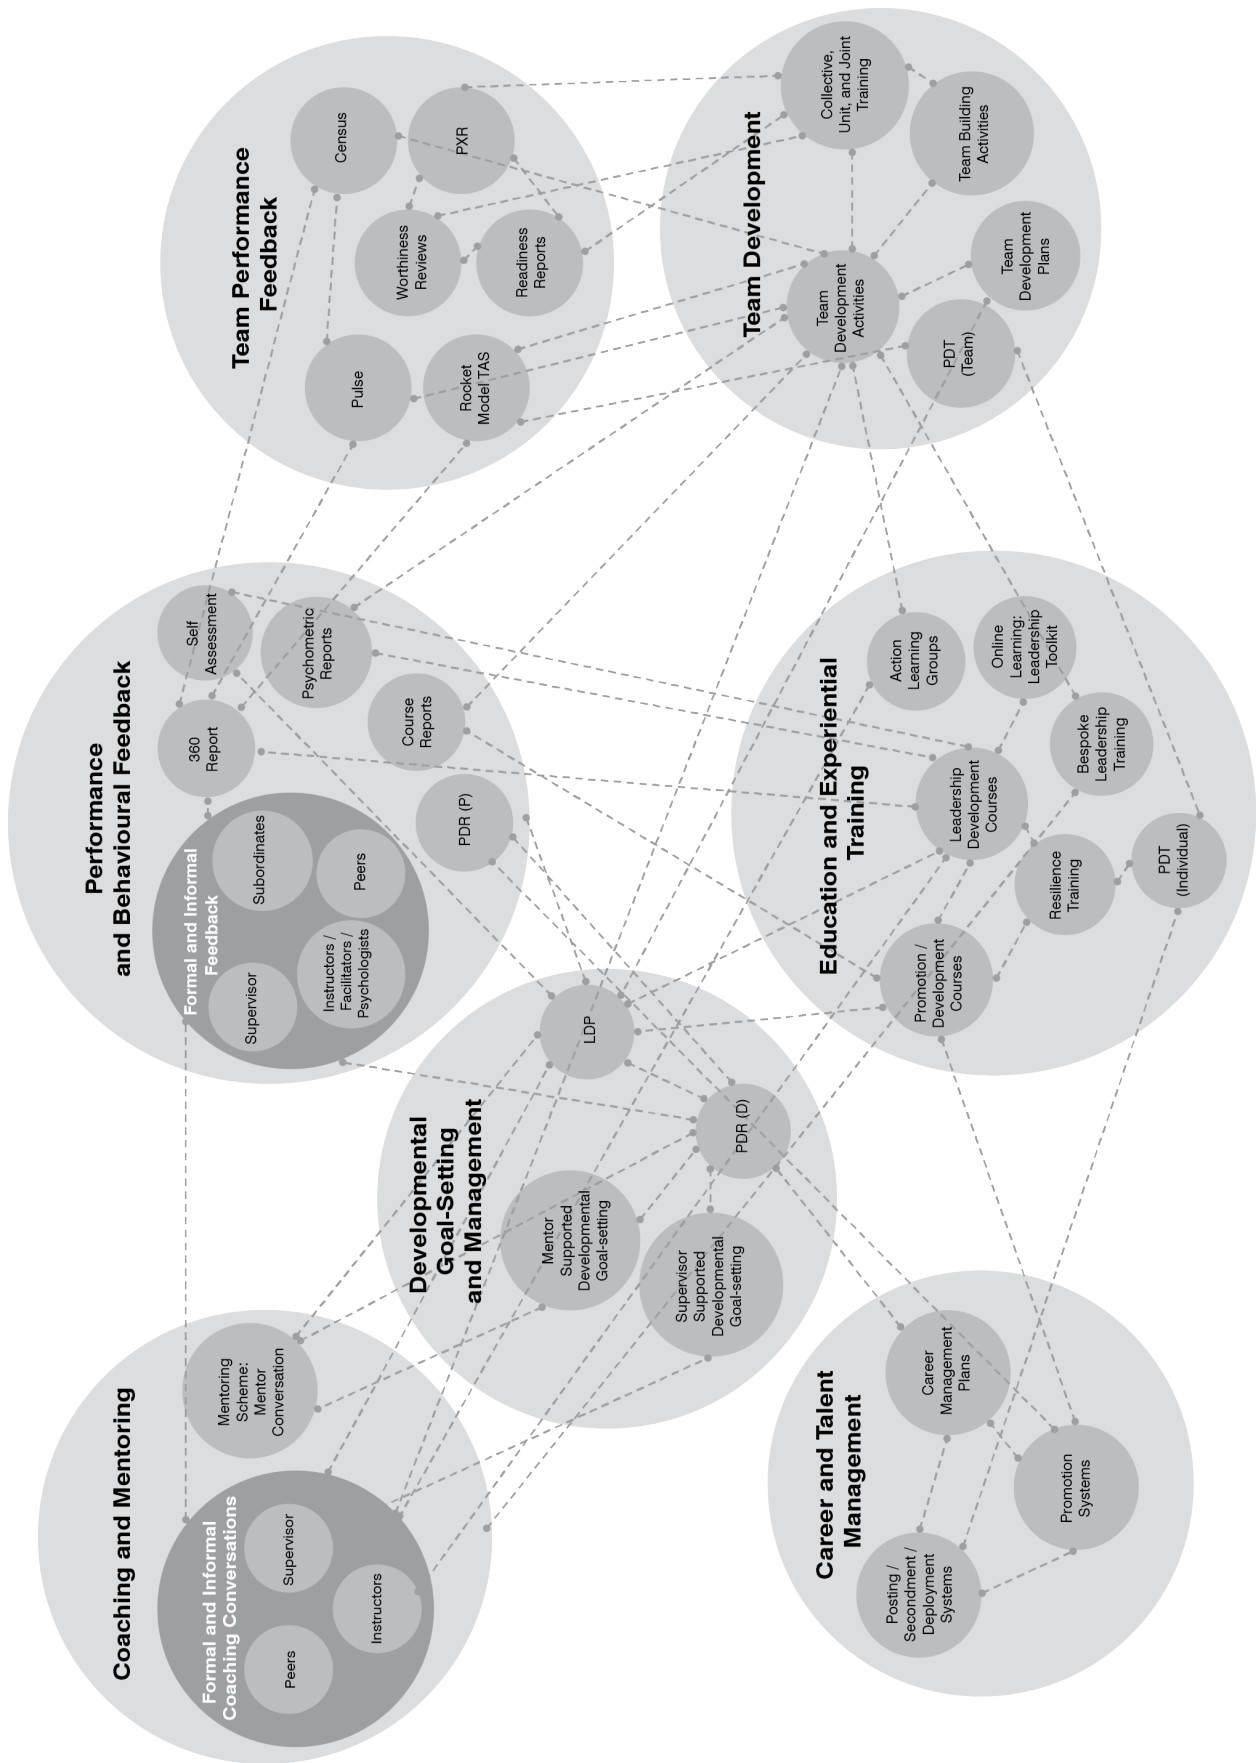 Coaching and Mentoring
Formal and Informal
Coaching Conversations
Peers
Supervisor
Instructors
Mentoring
Scheme:
Mentor
Conversation
Performance
and Behavioural Feedback
Formal and Informal
Feedback
Supervisor
Subordinates
Instructors /
Facilitators /
Psychologists
Peers
360
Report
Self
Assessment
Psychometric
Reports
Course
Reports
PDR (P)
Team Performance
Feedback
Pulse
Census
Rocket
Model TAS
Worthiness
Reviews
PXR
Readiness
Reports
Developmental
Goal-Setting
and Management
Mentor
Supported
Developmental
Goal-setting
LDP
Supervisor
Supported
Developmental
Goal-setting
PDR (D)
Career and Talent
Management
Posting /
Secondment /
Deployment
Systems
Career
Management
Plans
Promotion
Systems
Education and Experiential
Training
Promotion /
Development
Courses
Leadership
Development
Courses
Action
Learning
Groups
Online
Learning:
Leadership
Toolkit
Resilience
Training
Bespoke
Leadership
Training
PDT
(Individual)
Team Development
Team
Development
Activities
Collective,
Unit, and Joint
Training
PDT
(Team)
Team
Development
Plans
Team Building
Activities